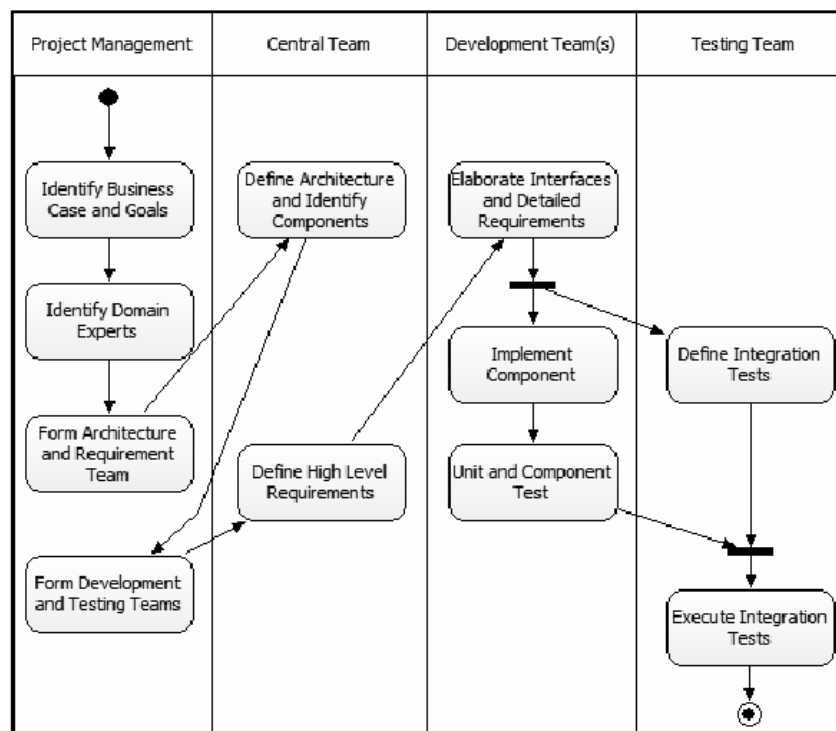 Project Management
Central Team
Development Team(s)
Testing Team
Identify Business
Case and Goals
Define Architecture
and Identify
Components
Elaborate Interfaces
and Detailed
Requirements
Identify Domain
Experts
Implement
Component
Define Integration
Tests
Form Architecture
and Requirement
Team
Define High Level
Requirements
Unit and Component
Test
Form Development
and Testing Teams
Execute Integration
Tests